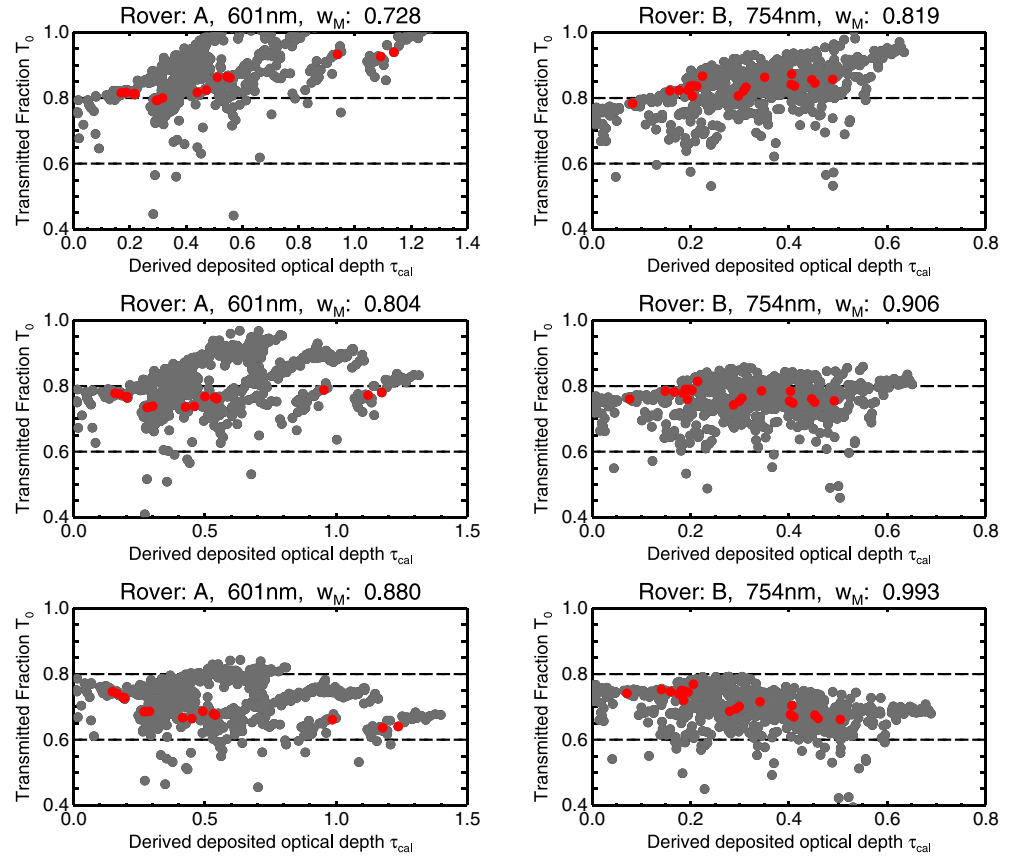 Rover: A, 601nm, w_M: 0.728
Transmitted Fraction T_0
1.0
0.8
0.6
0.4
0.0 0.2 0.4 0.6 0.8 1.0 1.2 1.4
Derived deposited optical depth τ_cal
Rover: B, 754nm, w_M: 0.819
Transmitted Fraction T_0
1.0
0.8
0.6
0.4
0.0 0.2 0.4 0.6 0.8
Derived deposited optical depth τ_cal
Rover: A, 601nm, w_M: 0.804
Transmitted Fraction T_0
1.0
0.8
0.6
0.4
0.0 0.5 1.0 1.5
Derived deposited optical depth τ_cal
Rover: B, 754nm, w_M: 0.906
Transmitted Fraction T_0
1.0
0.8
0.6
0.4
0.0 0.2 0.4 0.6 0.8
Derived deposited optical depth τ_cal
Rover: A, 601nm, w_M: 0.880
Transmitted Fraction T_0
1.0
0.8
0.6
0.4
0.0 0.5 1.0 1.5
Derived deposited optical depth τ_cal
Rover: B, 754nm, w_M: 0.993
Transmitted Fraction T_0
1.0
0.8
0.6
0.4
0.0 0.2 0.4 0.6 0.8
Derived deposited optical depth τ_cal